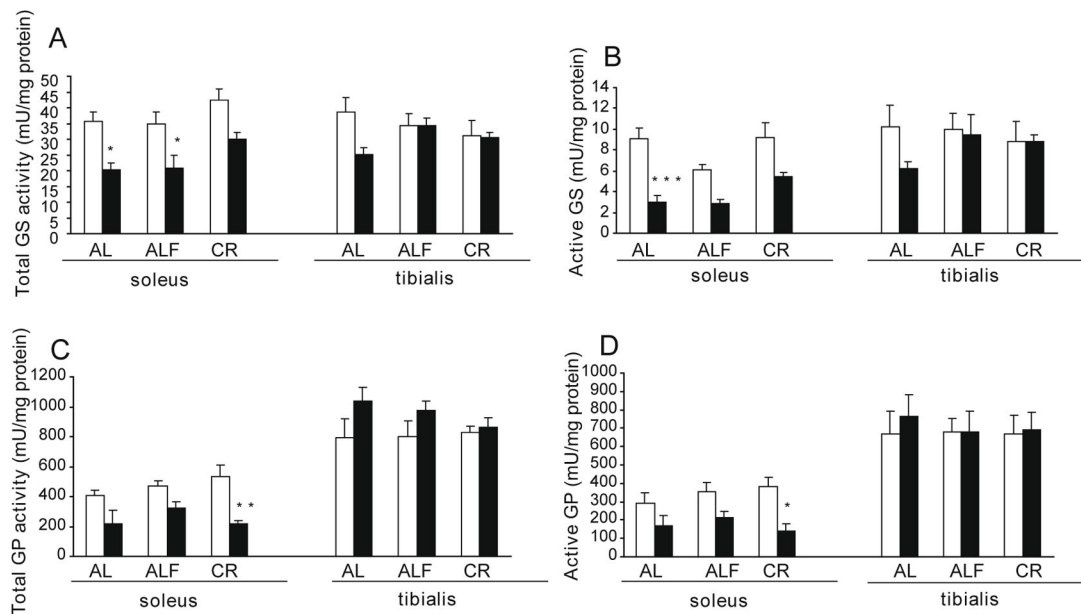 A
Total GS activity (mU/mg protein)
50
45
40
35
30
25
20
15
10
5
0
*
*
AL ALF CR AL ALF CR
soleus tibialis
B
Active GS (mU/mg protein)
14
12
10
8
6
4
2
0
* * *
AL ALF CR AL ALF CR
soleus tibialis
C
Total GP activity (mU/mg protein)
1200
1000
800
600
400
200
0
* *
AL ALF CR AL ALF CR
soleus tibialis
D
Active GP (mU/mg protein)
1000
900
800
700
600
500
400
300
200
100
0
*
AL ALF CR AL ALF CR
soleus tibialis